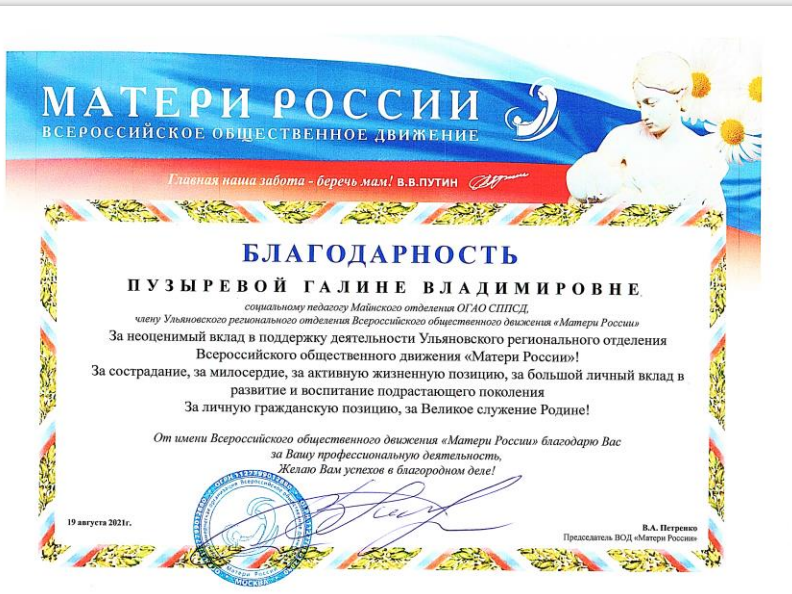 МАТЕРИ РОССИИ
ВСЕРОССИЙСКОЕ ОБЩЕСТВЕННОЕ ДВИЖЕНИЕ
Главная наша забота - беречь мам! В.В.ПУТИН
БЛАГОДАРНОСТЬ
ПУЗЫРЕВОЙ ГАЛИНЕ ВЛАДИМИРОВНЕ
социальному педагогу Майнского отделения ОГАО СППСД,
члену Ульяновского регионального отделения Всероссийского общественного движения «Матери России»
За неоценимый вклад в поддержку деятельности Ульяновского регионального отделения
Всероссийского общественного движения «Матери России»!
За сострадание, за милосердие, за активную жизненную позицию, за большой личный вклад в
развитие и воспитание подрастающего поколения
За личную гражданскую позицию, за Великое служение Родине!
От имени Всероссийского общественного движения «Матери России» благодарю Вас
за Вашу профессиональную деятельность,
Желаю Вам успехов в благородном деле!
19 августа 2021г.
В.А. Петренко
Председатель ВОД «Матери России»
Матери России
МОСКВА